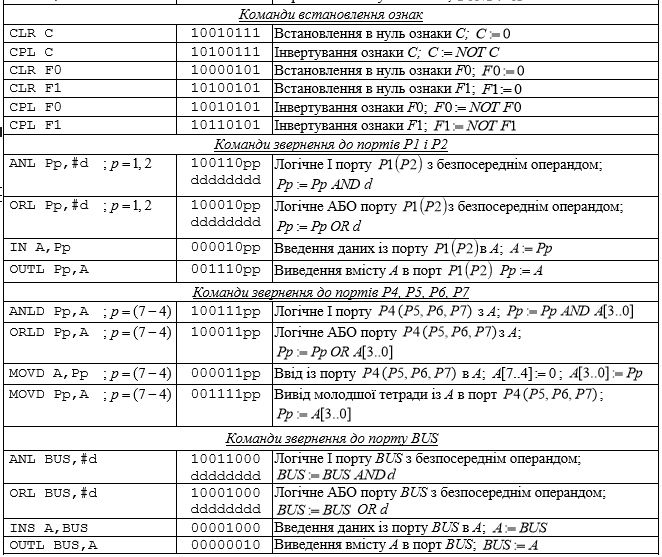 Команди встановлення ознак
CLR C 10010111 Встановлення в нуль ознаки C; C := 0
CPL C 10100111 Інвертування ознаки C; C := NOT C
CLR F0 10000101 Встановлення в нуль ознаки F0; F0 := 0
CLR F1 10100101 Встановлення в нуль ознаки F1; F1 := 0
CPL F0 10010101 Інвертування ознаки F0; F0 := NOT F0
CPL F1 10110101 Інвертування ознаки F1; F1 := NOT F1
Команди звернення до портів P1 і P2
ANL Pp,#d ; p = 1, 2 100110pp Логічне І порту P1(P2) з безпосереднім операндом;
dddddddd Pp := Pp AND d
ORL Pp,#d ; p = 1, 2 100010pp Логічне АБО порту P1(P2)з безпосереднім операндом;
dddddddd Pp := Pp OR d
IN A,Pp 000010pp Введення даних із порту P1(P2)в A; A := Pp
OUTL Pp,A 001110pp Виведення вмісту A в порт P1(P2) Pp := A
Команди звернення до портів P4, P5, P6, P7
ANLD Pp,A ; p = (7 − 4) 100111pp Логічне І порту P4 (P5, P6, P7) з A; Pp := Pp AND A[3..0]
ORLD Pp,A ; p = (7 − 4) 100011pp Логічне АБО порту P4 (P5, P6, P7)з A;
Pp := Pp OR A[3..0]
MOVD A,Pp ; p = (7 − 4) 000011pp Ввід із порту P4 (P5, P6, P7) в A; A[7..4] := 0 ; A[3..0] := Pp
MOVD Pp,A ; p = (7 − 4) 001111pp Вивід молодшої тетради із A в порт P4 (P5, P6, P7) ;
Pp := A[3..0]
Команди звернення до порту BUS
ANL BUS,#d 10011000 Логічне І порту BUS з безпосереднім операндом;
dddddddd BUS := BUS AND d
ORL BUS,#d 10001000 Логічне АБО порту BUS з безпосереднім операндом;
dddddddd BUS := BUS OR d
INS A,BUS 00001000 Введення даних із порту BUS в A; A := BUS
OUTL BUS,A 00000010 Виведення вмісту A в порт BUS; BUS := A